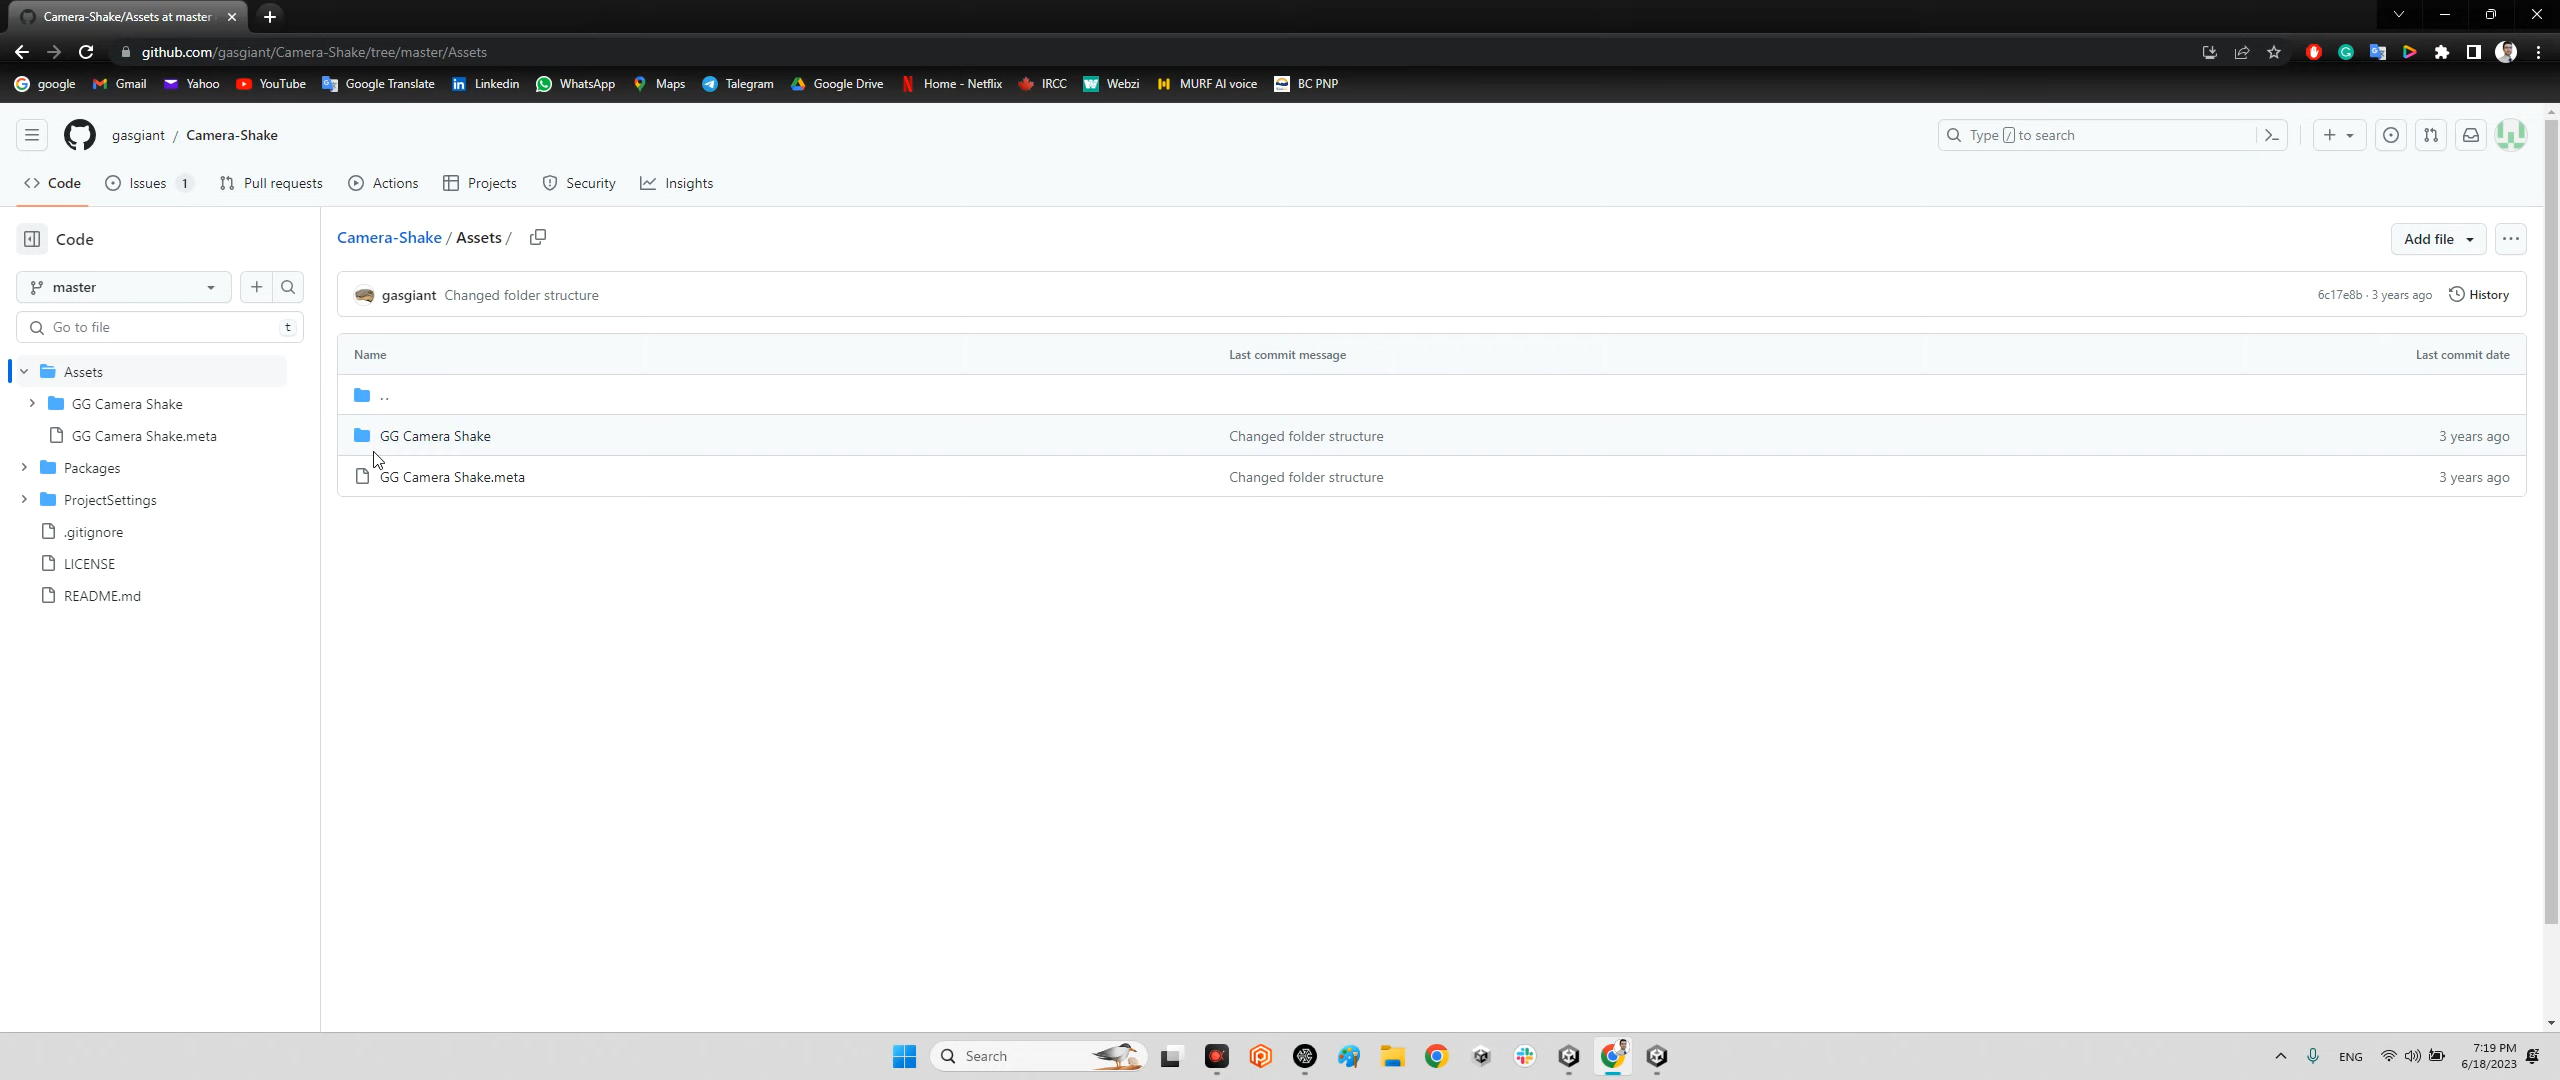 Camera-Shake/Assets at master
github.com/gasgiant/Camera-Shake/tree/master/Assets
google Gmail Yahoo YouTube Google Translate Linkedin WhatsApp Maps Talegram Google Drive Home - Netflix IRCC Webzi MURF AI voice BC PNP
gasgiant / Camera-Shake
Type / to search
Code Issues 1 Pull requests Actions Projects Security Insights
Code
master
Go to file t
Assets
GG Camera Shake
GG Camera Shake.meta
Packages
ProjectSettings
.gitignore
LICENSE
README.md
Camera-Shake / Assets /
Add file
gasgiant Changed folder structure
6c17e8b · 3 years ago History
Name Last commit message Last commit date
..
GG Camera Shake Changed folder structure 3 years ago
GG Camera Shake.meta Changed folder structure 3 years ago
Search
ENG
7:19 PM
6/18/2023